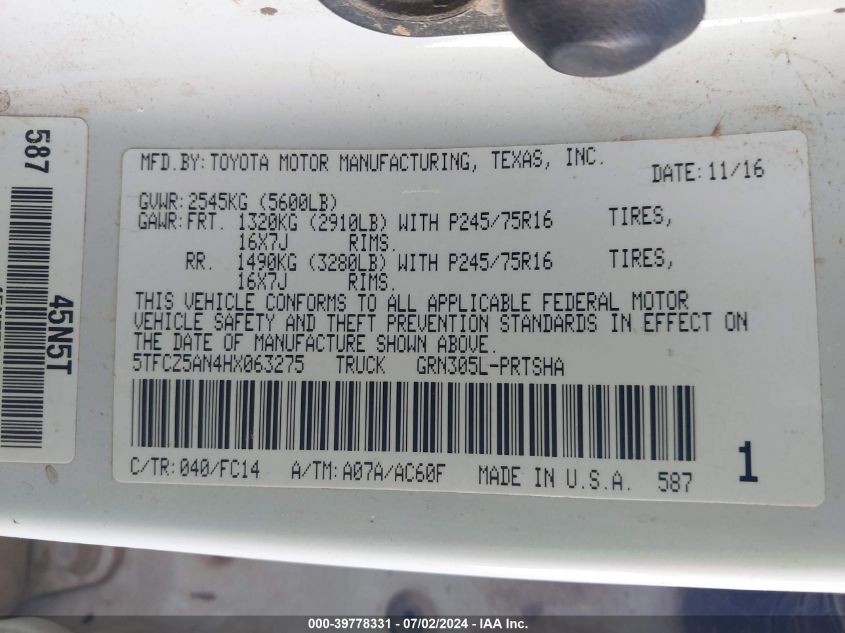 MFD.BY:TOYOTA MOTOR MANUFACTURING, TEXAS, INC. DATE:11/16
GVWR:2545KG (5600LB)
GAWR:FRT. 1320KG (2910LB) WITH P245/75R16 TIRES,
16X7J RIMS.
RR. 1490KG (3280LB) WITH P245/75R16 TIRES,
16X7J RIMS.
THIS VEHICLE CONFORMS TO ALL APPLICABLE FEDERAL MOTOR
VEHICLE SAFETY AND THEFT PREVENTION STANDARDS IN EFFECT ON
THE DATE OF MANUFACTURE SHOWN ABOVE.
5TFCZ5AN4HX063275 TRUCK GRN305L-PRTSHA
C/TR:040/FC14 A/TM:A07A/AC60F MADE IN U.S.A. 587
1
587
45N5T
000-39778331 - 07/02/2024 - IAA Inc.